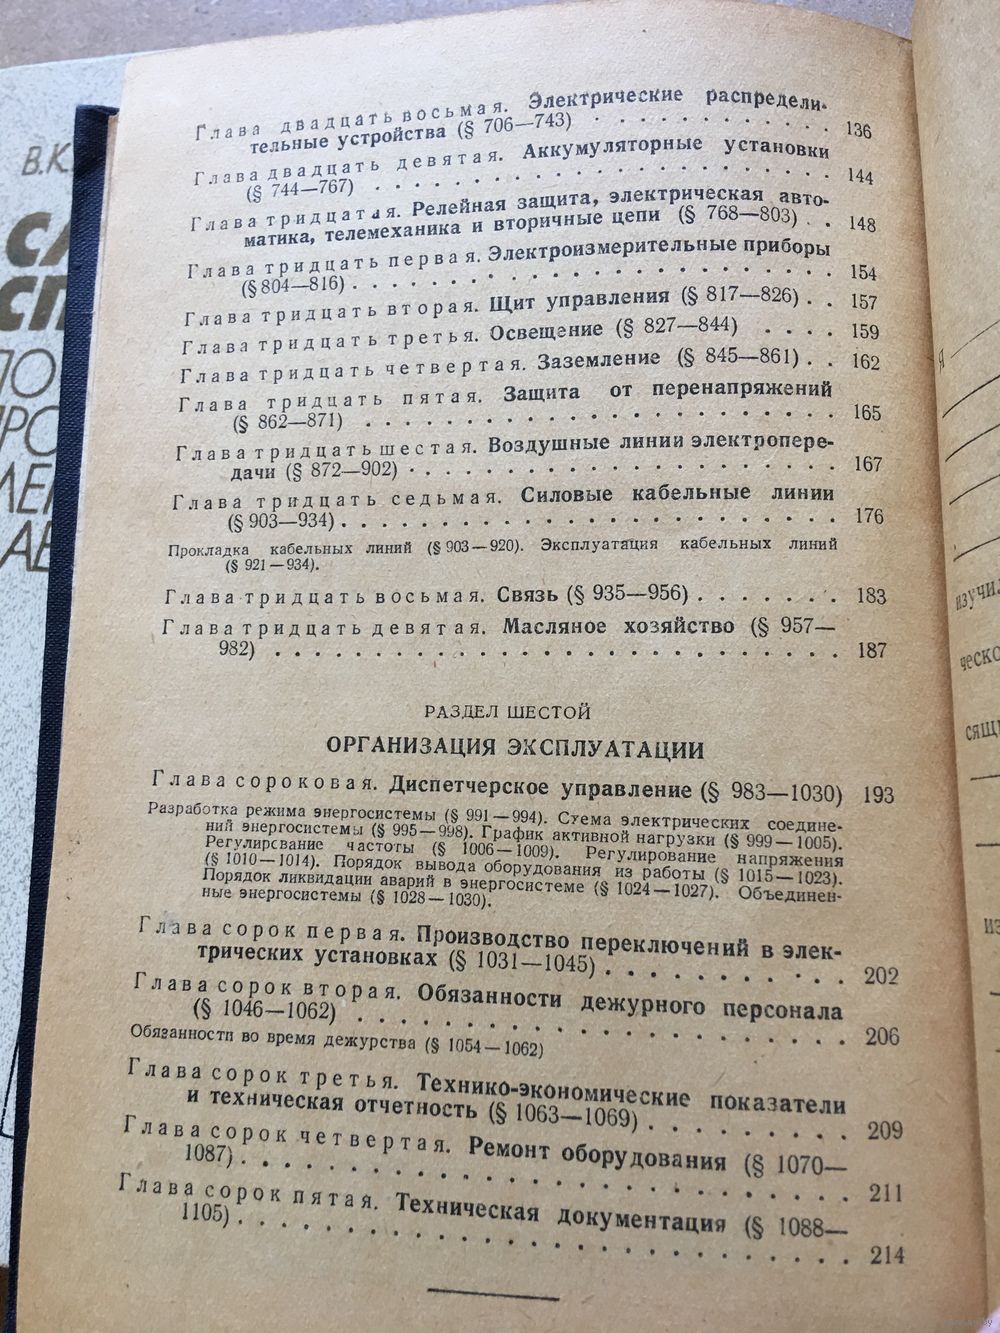 Глава двадцать восьмая. Электрические распредели-
тельные устройства (§ 706—743) . . . . . . . . . . . 136
Глава двадцать девятая. Аккумуляторные установки
(§ 744—767) . . . . . . . . . . . . . . . . . . . . 144
Глава тридцатая. Релейная защита, электрическая авто-
матика, телемеханика и вторичные цепи (§ 768—803) . . 148
Глава тридцать первая. Электроизмерительные приборы
(§ 804—816) . . . . . . . . . . . . . . . . . . . . 154
Глава тридцать вторая. Щит управления (§ 817—826) . . 157
Глава тридцать третья. Освещение (§ 827—844) . . . . 159
Глава тридцать четвертая. Заземление (§ 845—861) . . 162
Глава тридцать пятая. Защита от перенапряжений
(§ 862—871) . . . . . . . . . . . . . . . . . . . . 165
Глава тридцать шестая. Воздушные линии электропере-
дачи (§ 872—902) . . . . . . . . . . . . . . . . . 167
Глава тридцать седьмая. Силовые кабельные линии
(§ 903—934) . . . . . . . . . . . . . . . . . . . . 176
Прокладка кабельных линий (§ 903—920). Эксплуатация кабельных линий
(§ 921—934).
Глава тридцать восьмая. Связь (§ 935—956) . . . . . . . 183
Глава тридцать девятая. Масляное хозяйство (§ 957—
982) . . . . . . . . . . . . . . . . . . . . . . . 187
РАЗДЕЛ ШЕСТОЙ
ОРГАНИЗАЦИЯ ЭКСПЛУАТАЦИИ
Глава сороковая. Диспетчерское управление (§ 983—1030) 193
Разработка режима энергосистемы (§ 991—994). Схема электрических соедине-
ний энергосистемы (§ 995—998). График активной нагрузки (§ 999—1005).
Регулирование частоты (§ 1006—1009). Регулирование напряжения
(§ 1010—1014). Порядок вывода оборудования из работы (§ 1015—1023).
Порядок ликвидации аварий в энергосистеме (§ 1024—1027). Объединен-
ные энергосистемы (§ 1028—1030).
Глава сорок первая. Производство переключений в элек-
трических установках (§ 1031—1045) . . . . . . . . . 202
Глава сорок вторая. Обязанности дежурного персонала
(§ 1046—1062) . . . . . . . . . . . . . . . . . . . 206
Обязанности во время дежурства (§ 1054—1062)
Глава сорок третья. Технико-экономические показатели
и техническая отчетность (§ 1063—1069) . . . . . . . . 209
Глава сорок четвертая. Ремонт оборудования (§ 1070—
1087) . . . . . . . . . . . . . . . . . . . . . . . 211
Глава сорок пятая. Техническая документация (§ 1088—
1105) . . . . . . . . . . . . . . . . . . . . . . . 214
В.К.